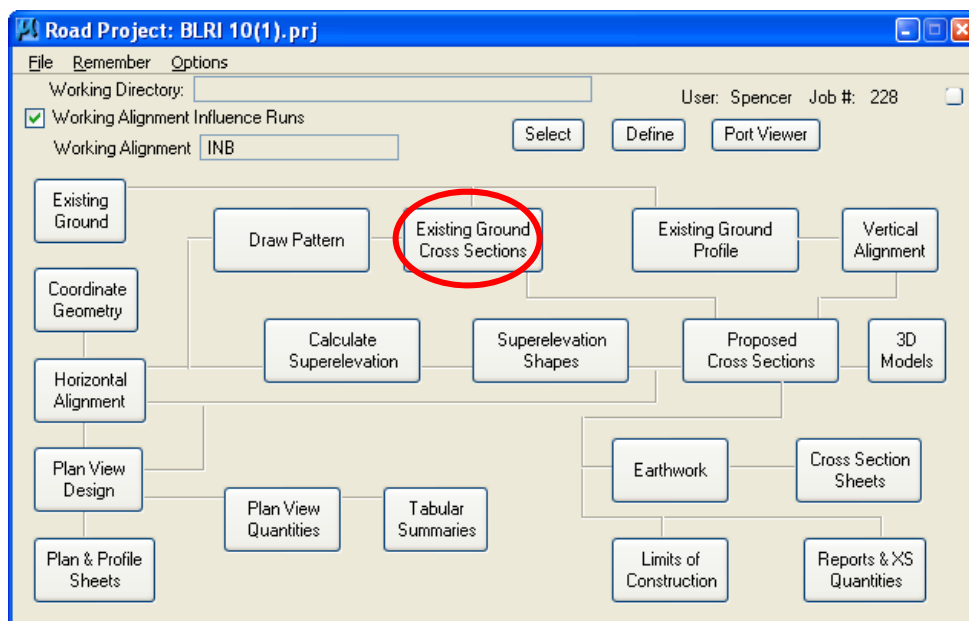 Road Project: BLRI 10(1).prj
File Remember Options
Working Directory:
User: Spencer Job #: 228
Working Alignment Influence Runs
Working Alignment INB
Select Define Port Viewer
Existing
Ground
Draw Pattern
Existing Ground
Cross Sections
Existing Ground
Profile
Vertical
Alignment
Coordinate
Geometry
Calculate
Superelevation
Superelevation
Shapes
Proposed
Cross Sections
3D
Models
Horizontal
Alignment
Plan View
Design
Earthwork
Cross Section
Sheets
Plan View
Quantities
Tabular
Summaries
Plan & Profile
Sheets
Limits of
Construction
Reports & XS
Quantities